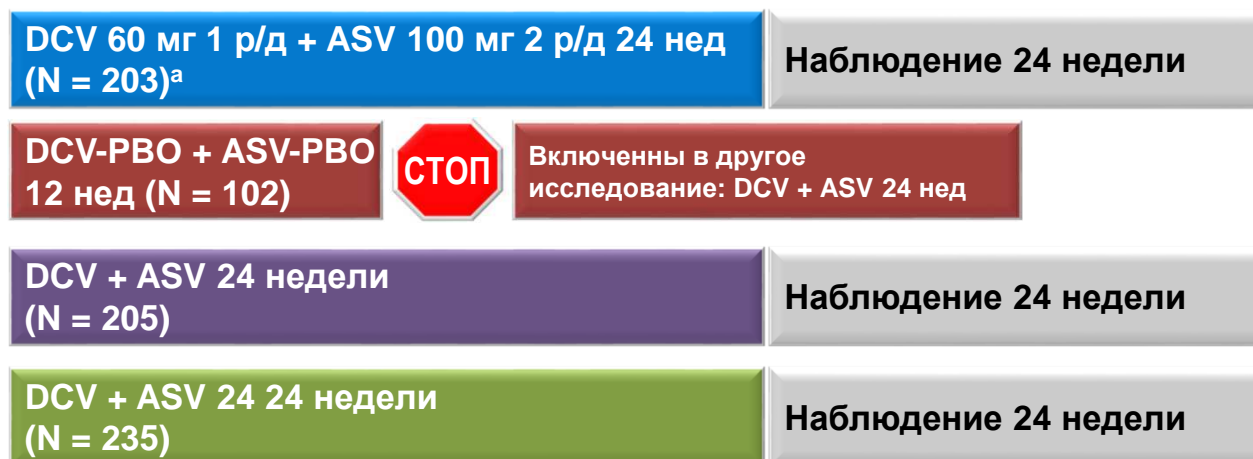 DCV 60 мг 1 р/д + ASV 100 мг 2 р/д 24 нед
(N = 203)ᵃ
Наблюдение 24 недели
DCV-PBO + ASV-PBO
12 нед (N = 102)
СТОП
Включенны в другое
исследование: DCV + ASV 24 нед
DCV + ASV 24 недели
(N = 205)
Наблюдение 24 недели
DCV + ASV 24 24 недели
(N = 235)
Наблюдение 24 недели